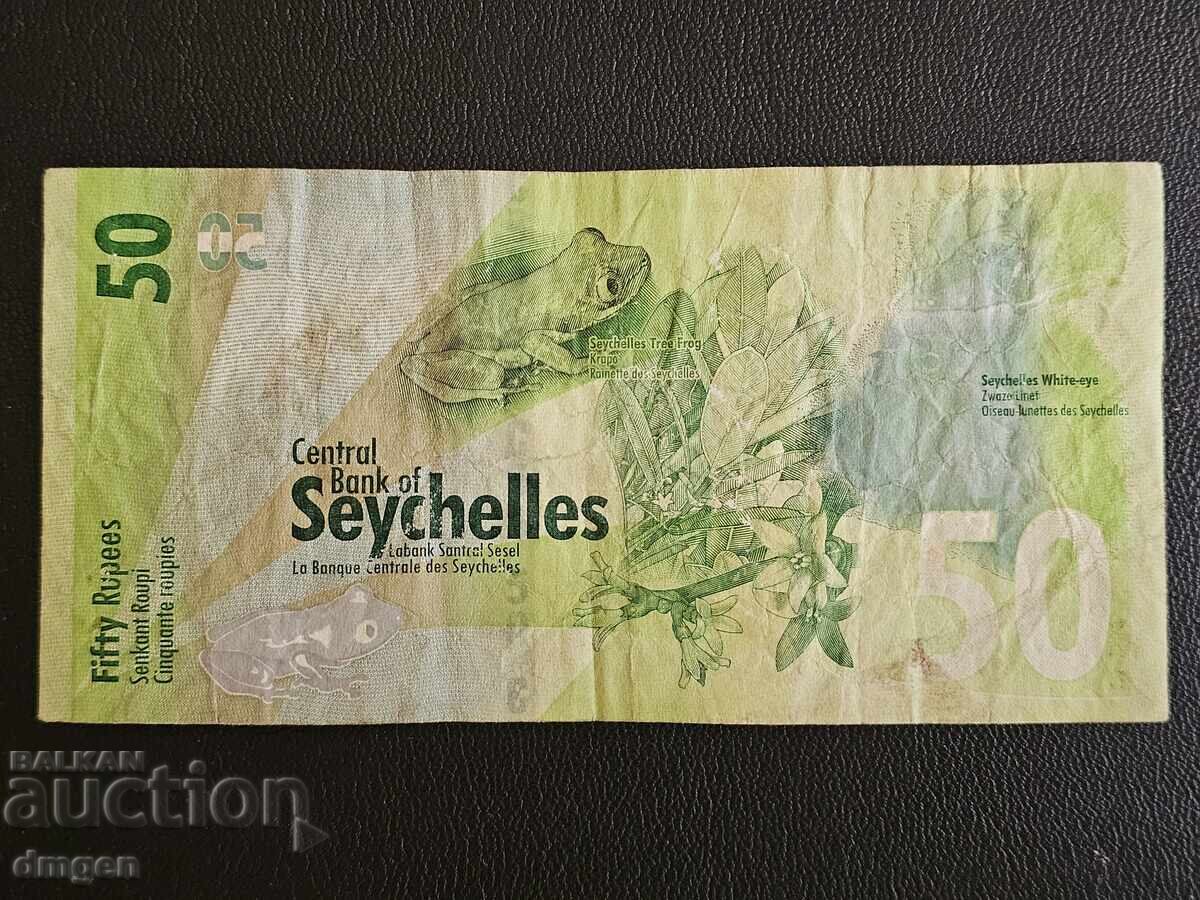 50
50
Seychelles Tree Frog
Krapo
Rainette des Seychelles
Seychelles White-eye
Zwazo Linet
Oiseau-lunettes des Seychelles
Central
Bank of
Seychelles
Labank Santral Sesel
La Banque Centrale des Seychelles
Fifty Rupees
Senkant Roupi
Cinquante roupies
50
BALKAN
auction
dmgen